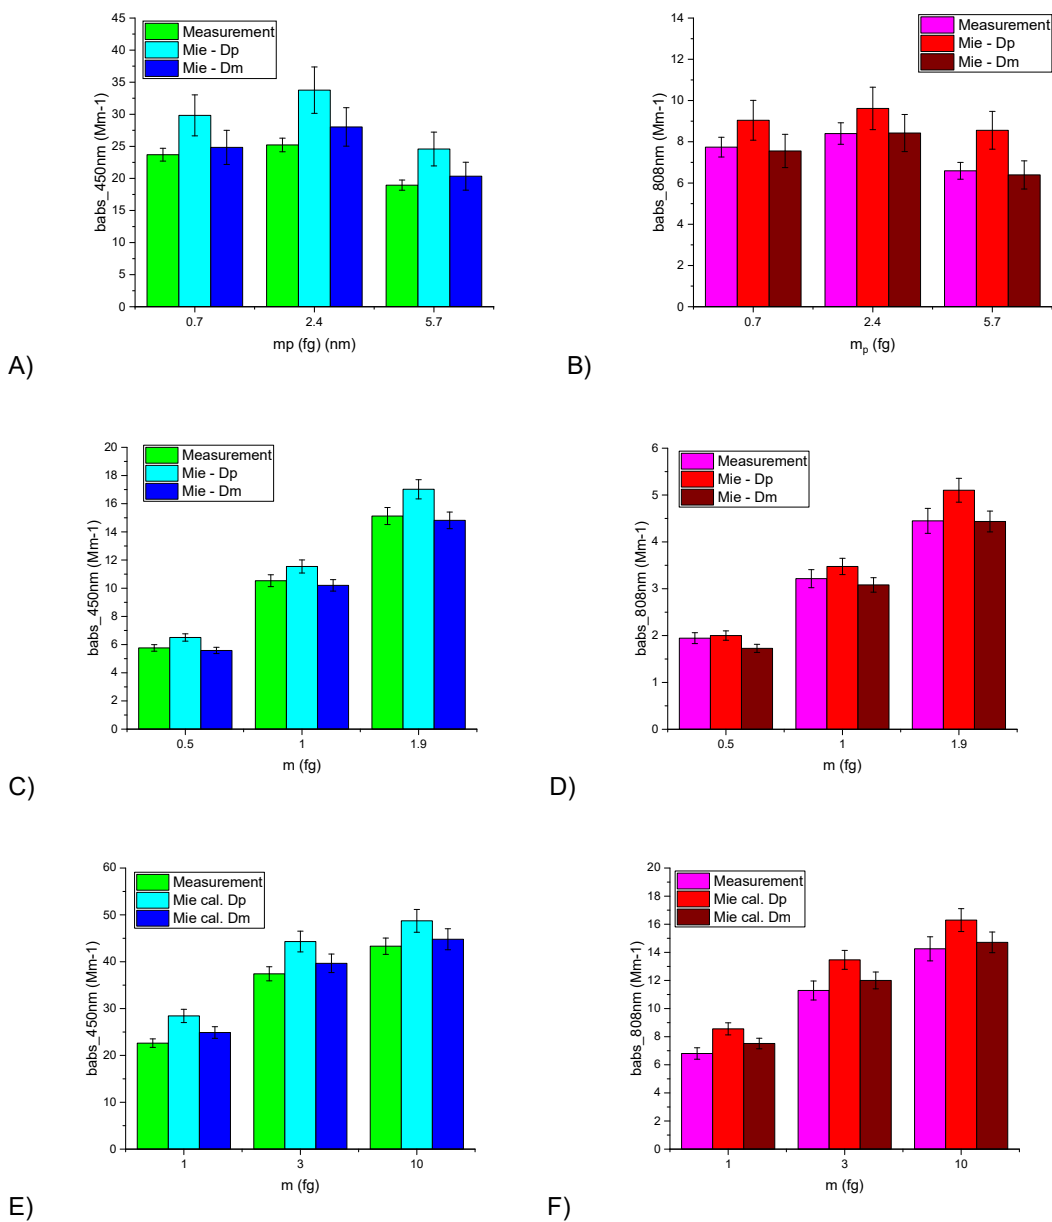 45
40
35
30
25
20
15
10
5
0
babs_450nm (Mm-1)
Measurement
Mie - Dp
Mie - Dm
0.7 2.4 5.7
mp (fg) (nm)
A)
14
12
10
8
6
4
2
0
babs_808nm (Mm-1)
Measurement
Mie - Dp
Mie - Dm
0.7 2.4 5.7
mp (fg)
B)
20
18
16
14
12
10
8
6
4
2
0
babs_450nm (Mm-1)
Measurement
Mie - Dp
Mie - Dm
0.5 1 1.9
m (fg)
C)
6
5
4
3
2
1
0
babs_808nm (Mm-1)
Measurement
Mie - Dp
Mie - Dm
0.5 1 1.9
m (fg)
D)
60
50
40
30
20
10
0
babs_450nm (Mm-1)
Measurement
Mie cal. Dp
Mie cal. Dm
1 3 10
m (fg)
E)
20
18
16
14
12
10
8
6
4
2
0
babs_808nm (Mm-1)
Measurement
Mie cal. Dp
Mie cal. Dm
1 3 10
m (fg)
F)